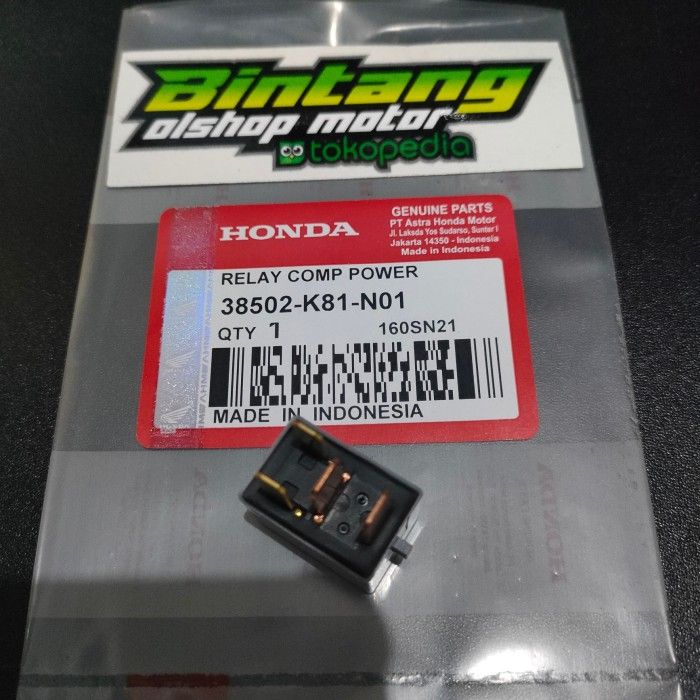 Bintang
olshop motor
tokopedia
HONDA
GENUINE PARTS
PT Astra Honda Motor
Jl. Laksda Yos Sudarso, Sunter I
Jakarta 14350 - Indonesia
Made in Indonesia
RELAY COMP POWER
38502-K81-N01
QTY 1 160SN21
MADE IN INDONESIA
HONDA